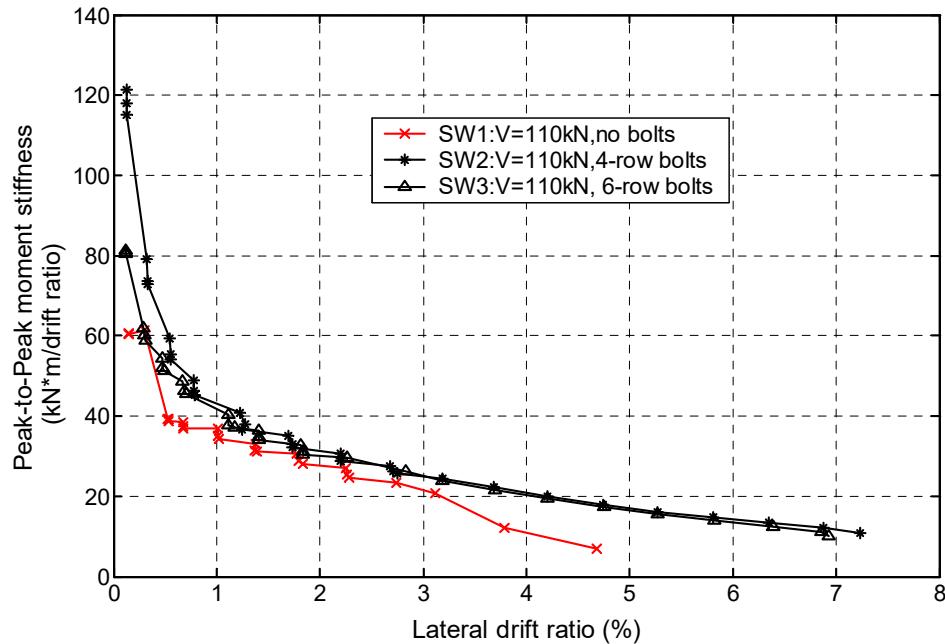 140
120
100
80
60
40
20
0
Peak-to-Peak moment stiffness
(kN*m/drift ratio)
SW1:V=110kN,no bolts
SW2:V=110kN,4-row bolts
SW3:V=110kN, 6-row bolts
0 1 2 3 4 5 6 7 8
Lateral drift ratio (%)